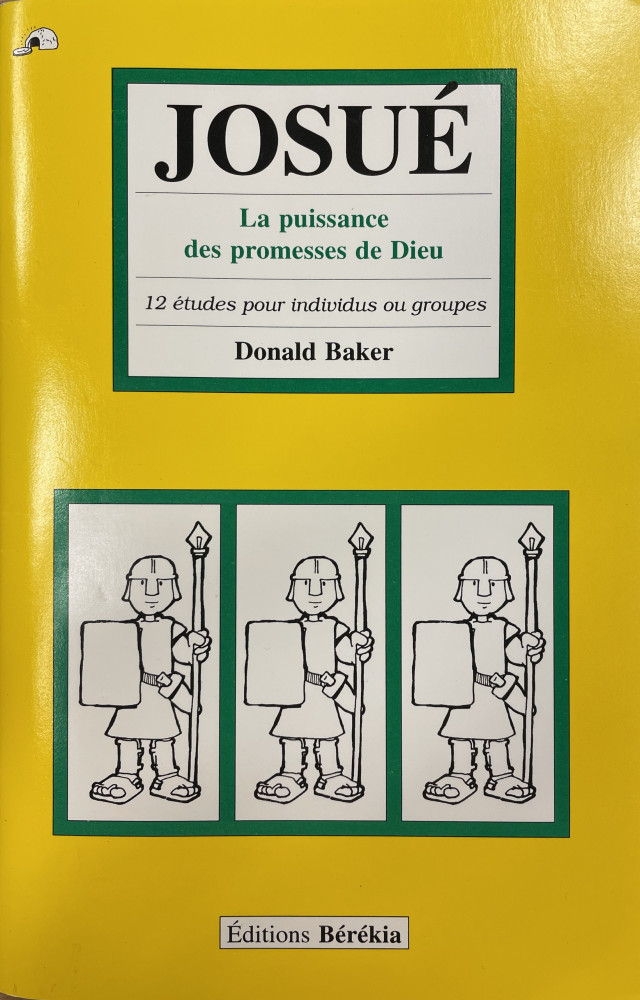 JOSUÉ
La puissance
des promesses de Dieu
12 études pour individus ou groupes
Donald Baker
Éditions Bérékia